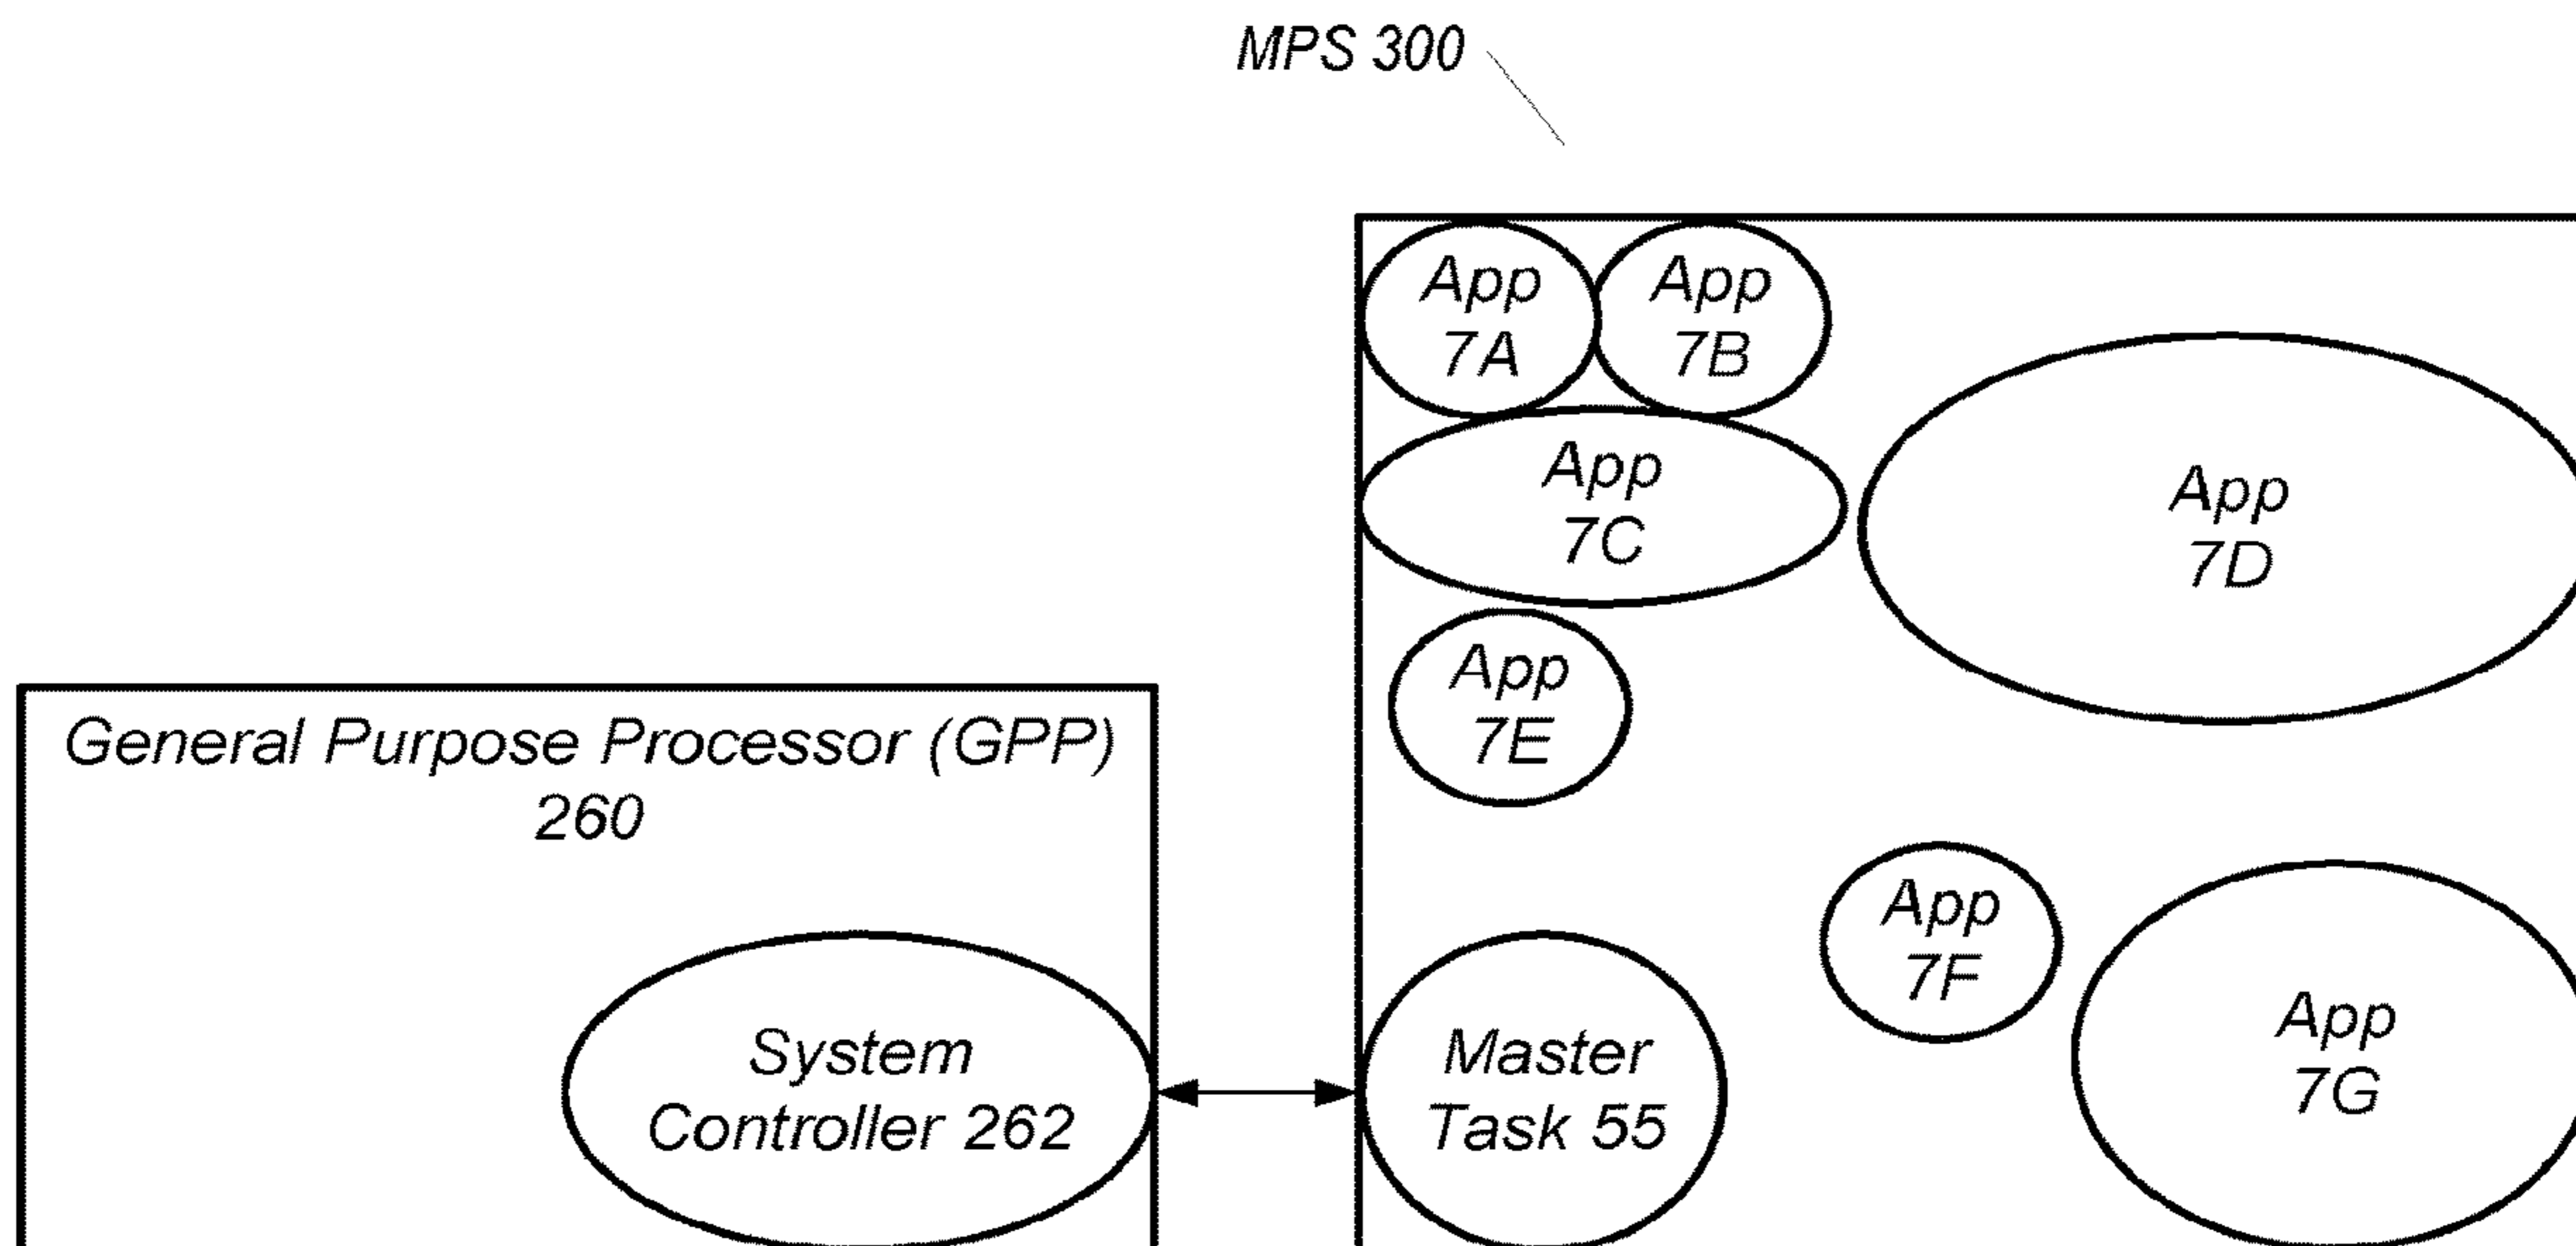 MPS 300
App
7A
App
7B
App
7C
App
7D
App
7E
General Purpose Processor (GPP)
260
App
7F
App
7G
System
Controller 262
Master
Task 55